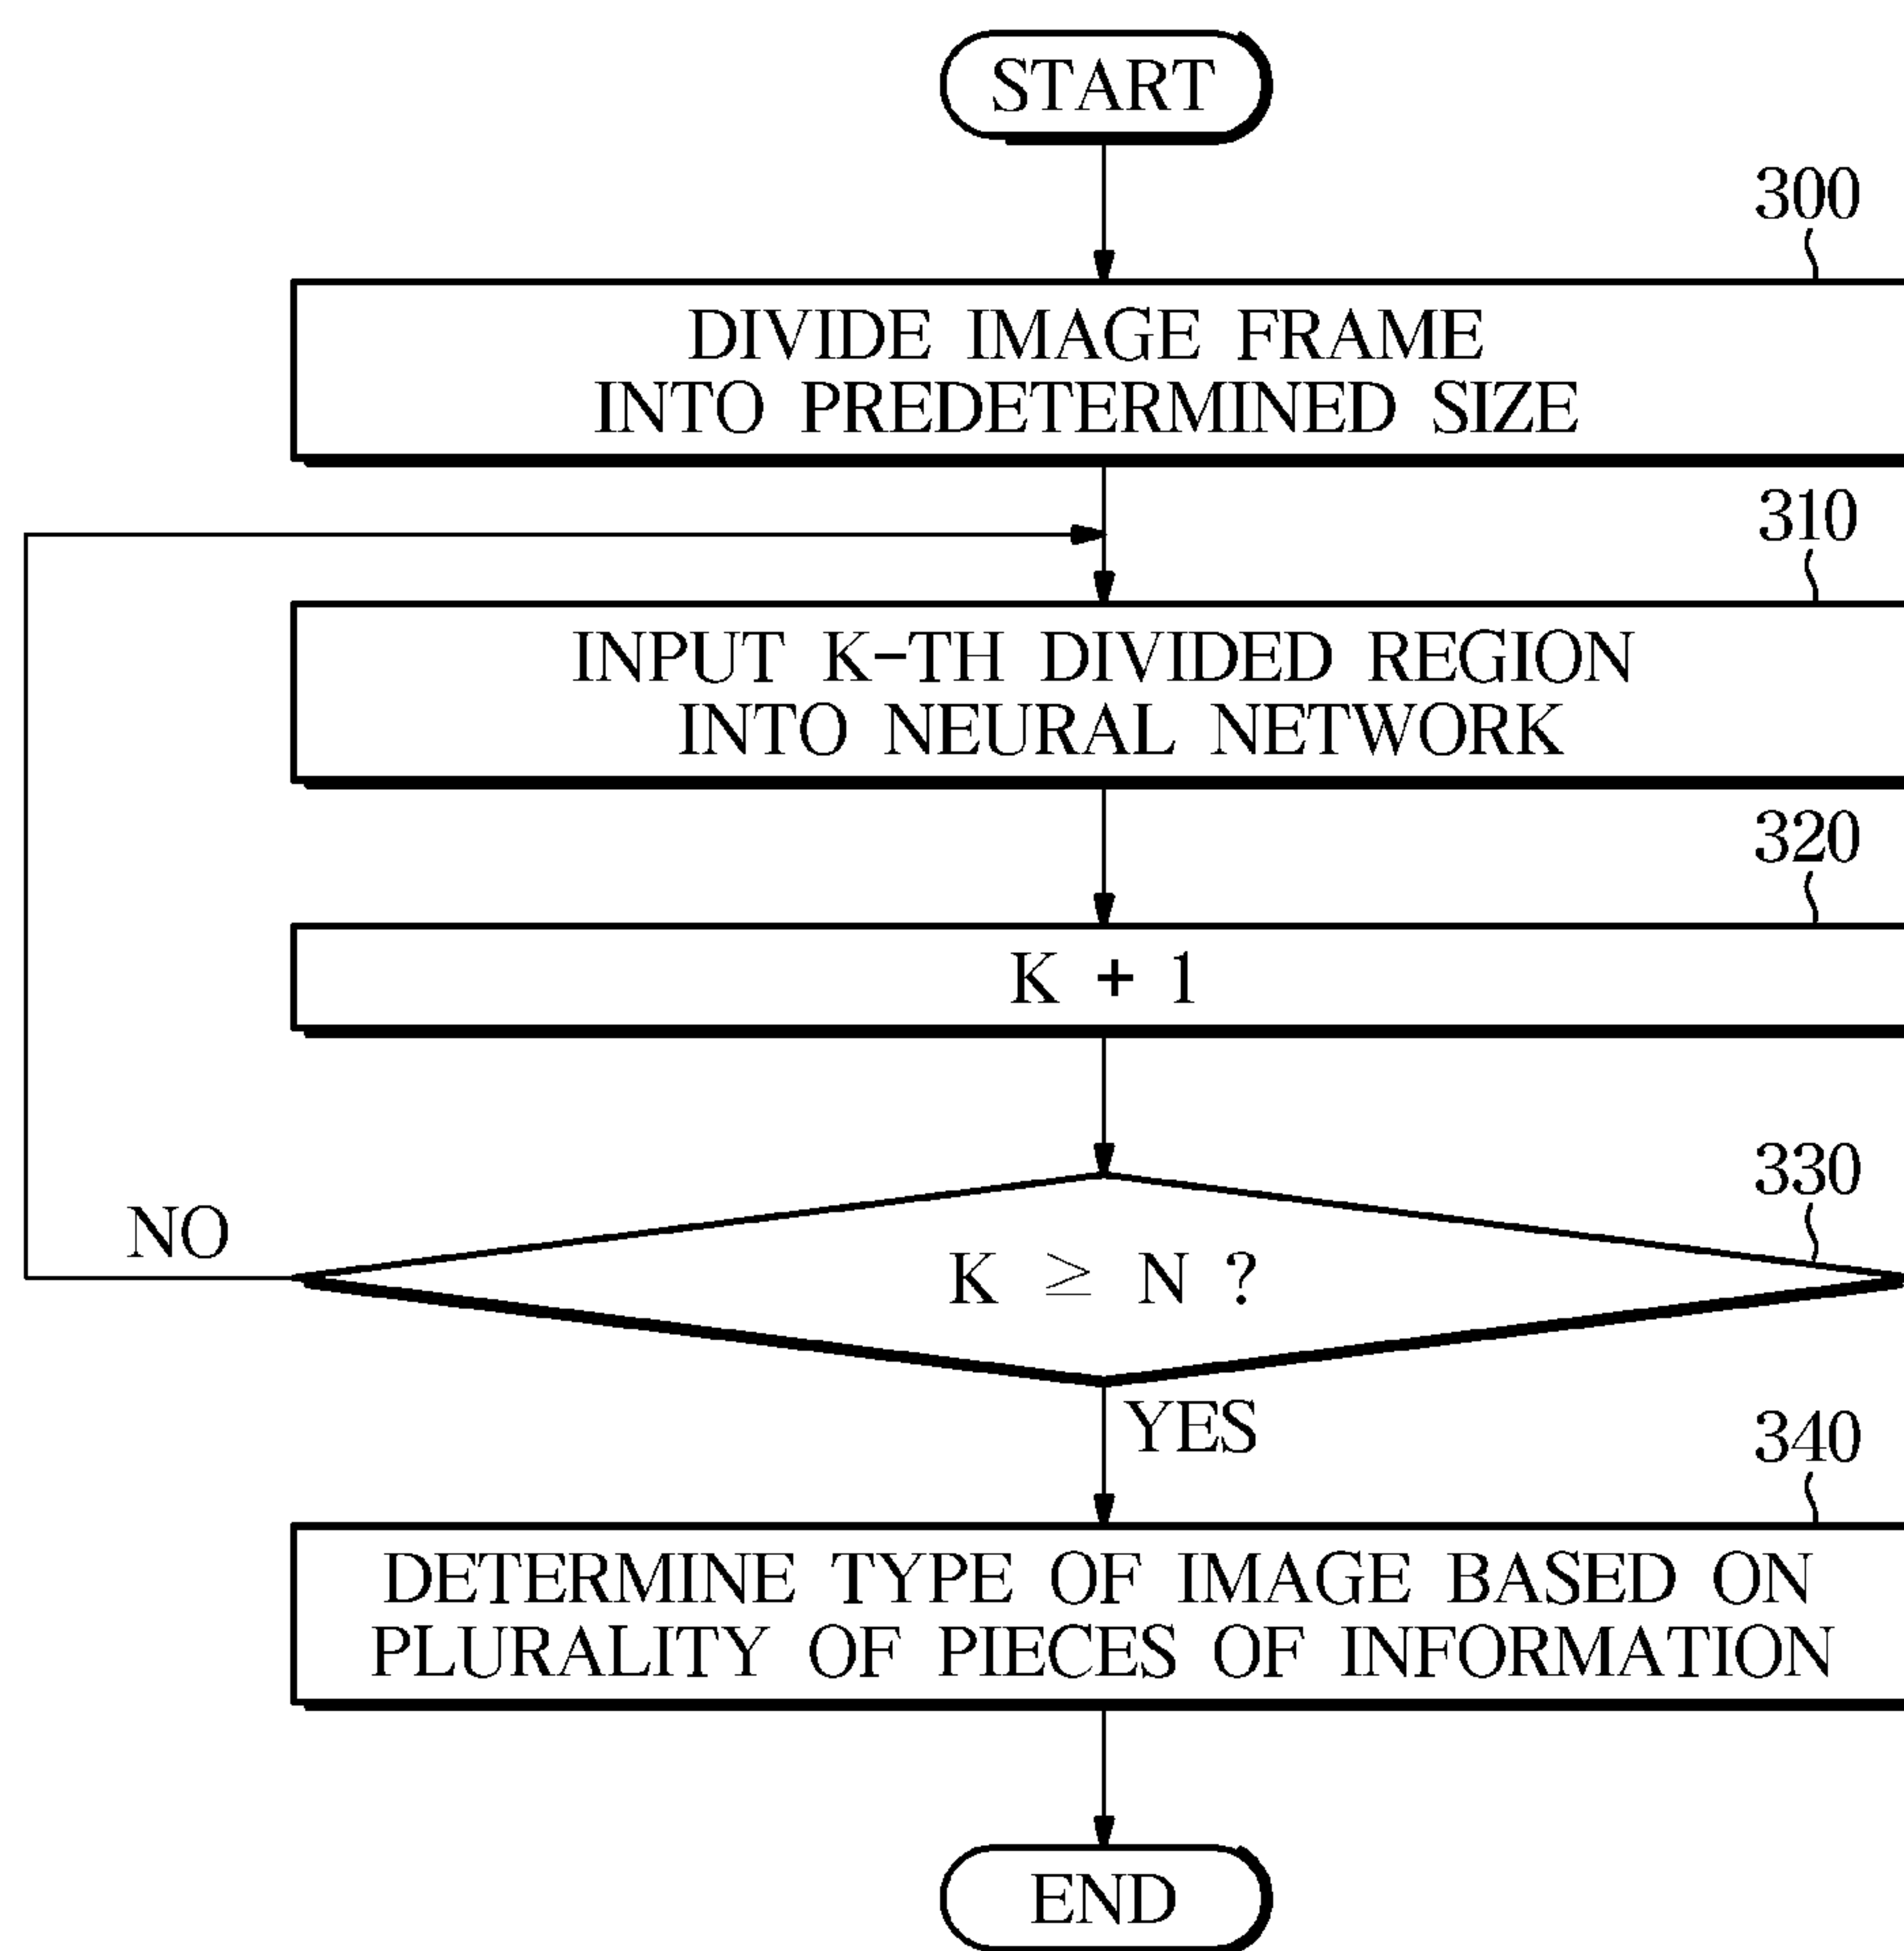 START
300
DIVIDE IMAGE FRAME
INTO PREDETERMINED SIZE
310
INPUT K-TH DIVIDED REGION
INTO NEURAL NETWORK
320
K + 1
330
NO
K ≥ N ?
YES
340
DETERMINE TYPE OF IMAGE BASED ON
PLURALITY OF PIECES OF INFORMATION
END